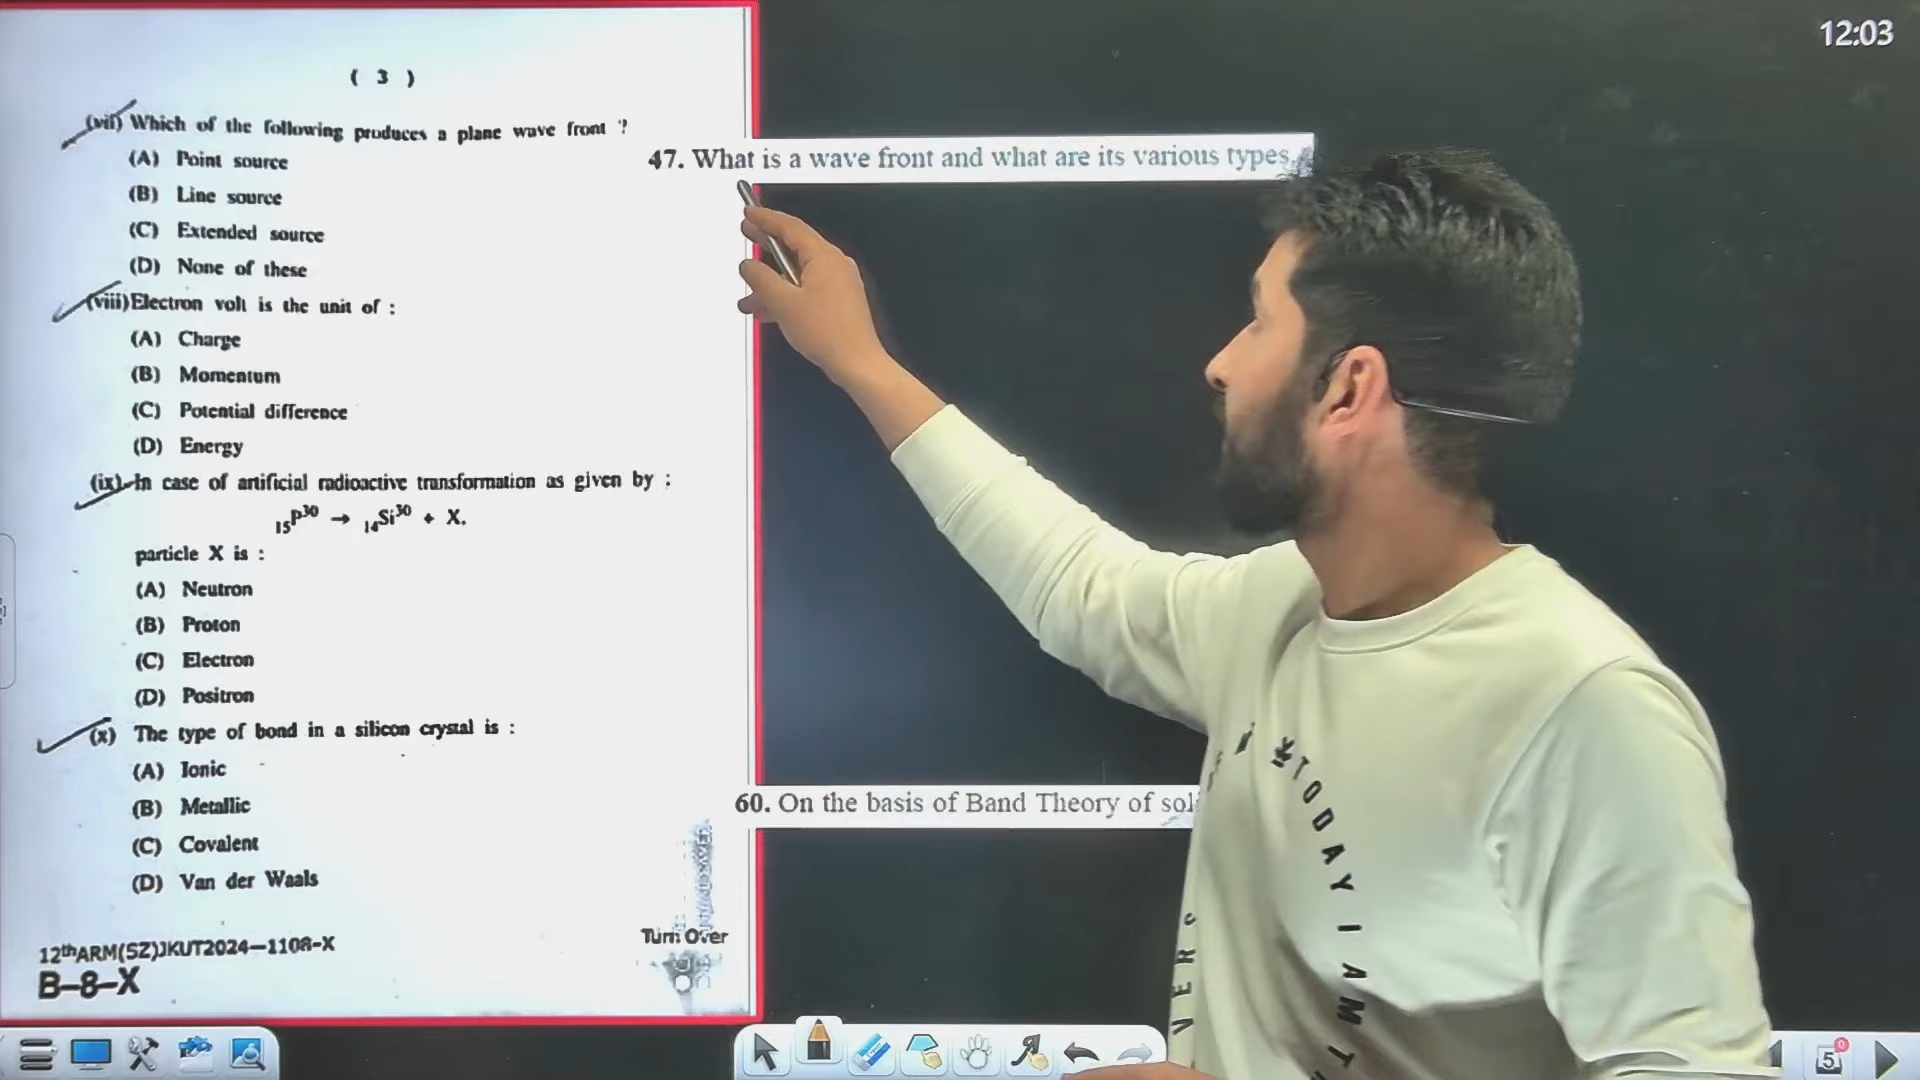 12:03
( 3 )
(vii) Which of the following produces a plane wave front ?
(A) Point source
(B) Line source
(C) Extended source
(D) None of these
(viii) Electron volt is the unit of :
(A) Charge
(B) Momentum
(C) Potential difference
(D) Energy
(ix) In case of artificial radioactive transformation as given by :
₁₅P³⁰ → ₁₄Si³⁰ + X.
particle X is :
(A) Neutron
(B) Proton
(C) Electron
(D) Positron
(x) The type of bond in a silicon crystal is :
(A) Ionic
(B) Metallic
(C) Covalent
(D) Van der Waals
12thARM(SZ)JKUT2024–1108-X
Turn Over
B–8–X
47. What is a wave front and what are its various types.
60. On the basis of Band Theory of
TODAY I AM
5
0